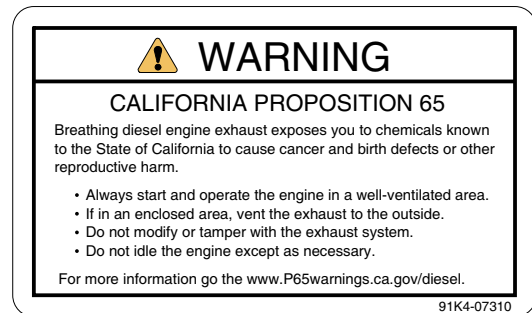 WARNING
CALIFORNIA PROPOSITION 65
Breathing diesel engine exhaust exposes you to chemicals known
to the State of California to cause cancer and birth defects or other
reproductive harm.
• Always start and operate the engine in a well-ventilated area.
• If in an enclosed area, vent the exhaust to the outside.
• Do not modify or tamper with the exhaust system.
• Do not idle the engine except as necessary.
For more information go the www.P65warnings.ca.gov/diesel.
91K4-07310